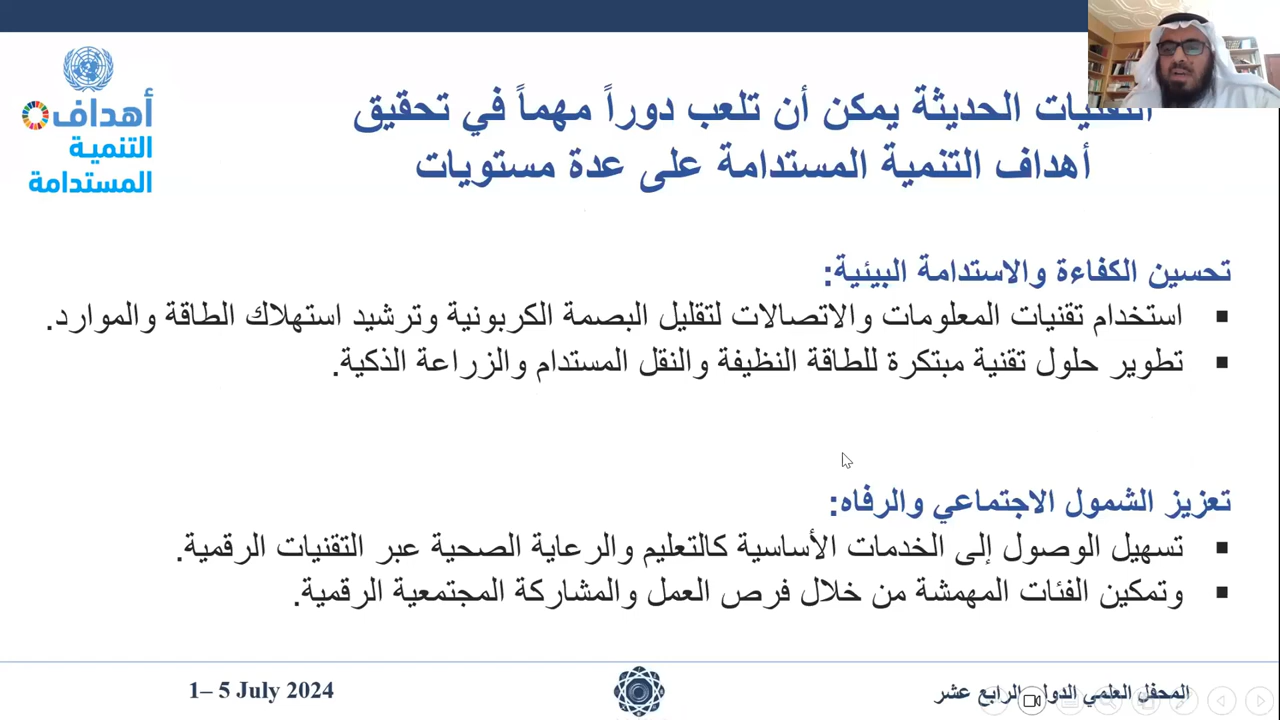 أهداف
التنمية
المستدامة
التقنيات الحديثة يمكن أن تلعب دوراً مهماً في تحقيق
أهداف التنمية المستدامة على عدة مستويات
تحسين الكفاءة والاستدامة البيئية:
▪ استخدام تقنيات المعلومات والاتصالات لتقليل البصمة الكربونية وترشيد استهلاك الطاقة والموارد.
▪ تطوير حلول تقنية مبتكرة للطاقة النظيفة والنقل المستدام والزراعة الذكية.
تعزيز الشمول الاجتماعي والرفاه:
▪ تسهيل الوصول إلى الخدمات الأساسية كالتعليم والرعاية الصحية عبر التقنيات الرقمية.
▪ وتمكين الفئات المهمشة من خلال فرص العمل والمشاركة المجتمعية الرقمية.
المحفل العلمي الدولي الرابع عشر
1– 5 July 2024